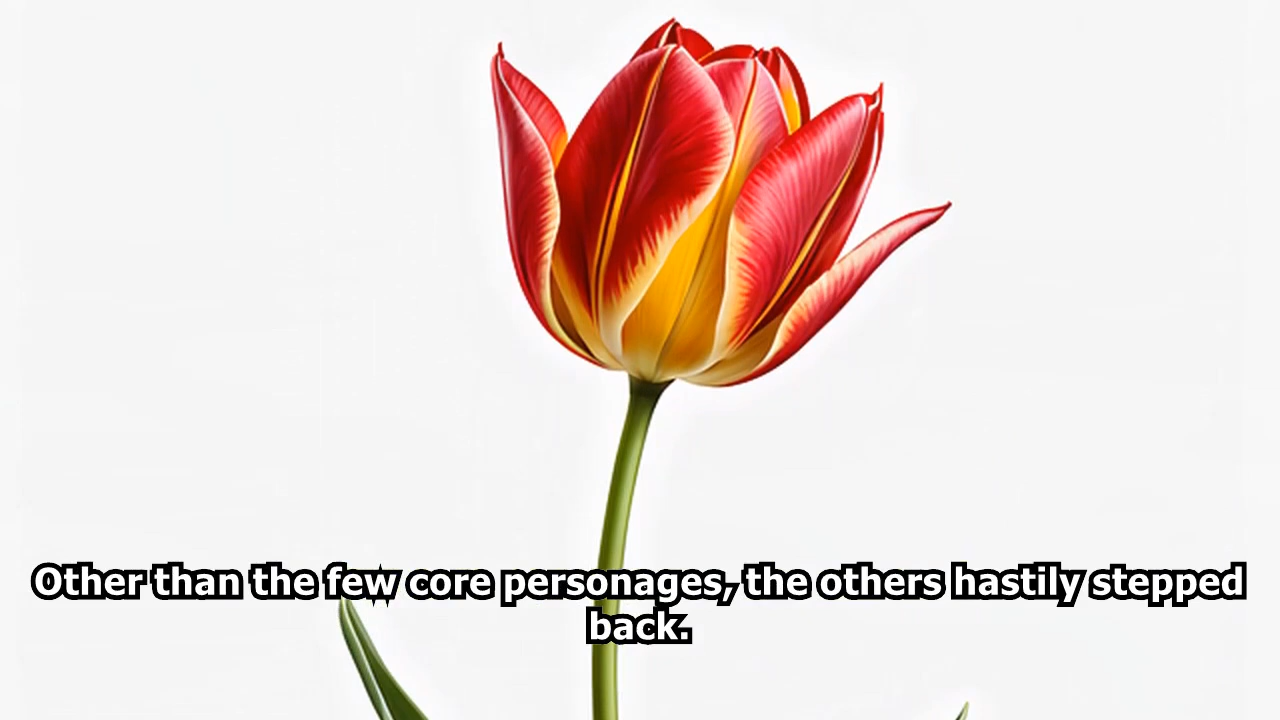 Other than the few core personages, the others hastily stepped
back.